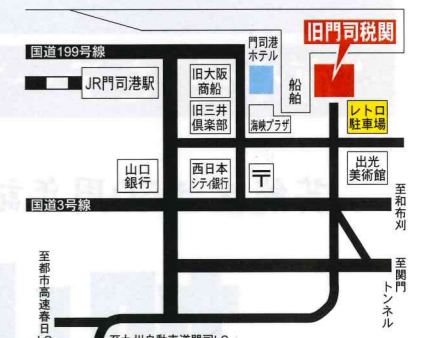 旧門司税関
門司港
ホテル
国道199号線
JR門司港駅
旧大阪
商船
船舶
旧三井
倶楽部
海峡プラザ
レトロ
駐車場
山口
銀行
西日本
シティ銀行
〒
出光
美術館
至和布刈
国道3号線
至関門
トンネル
至都市高速春日